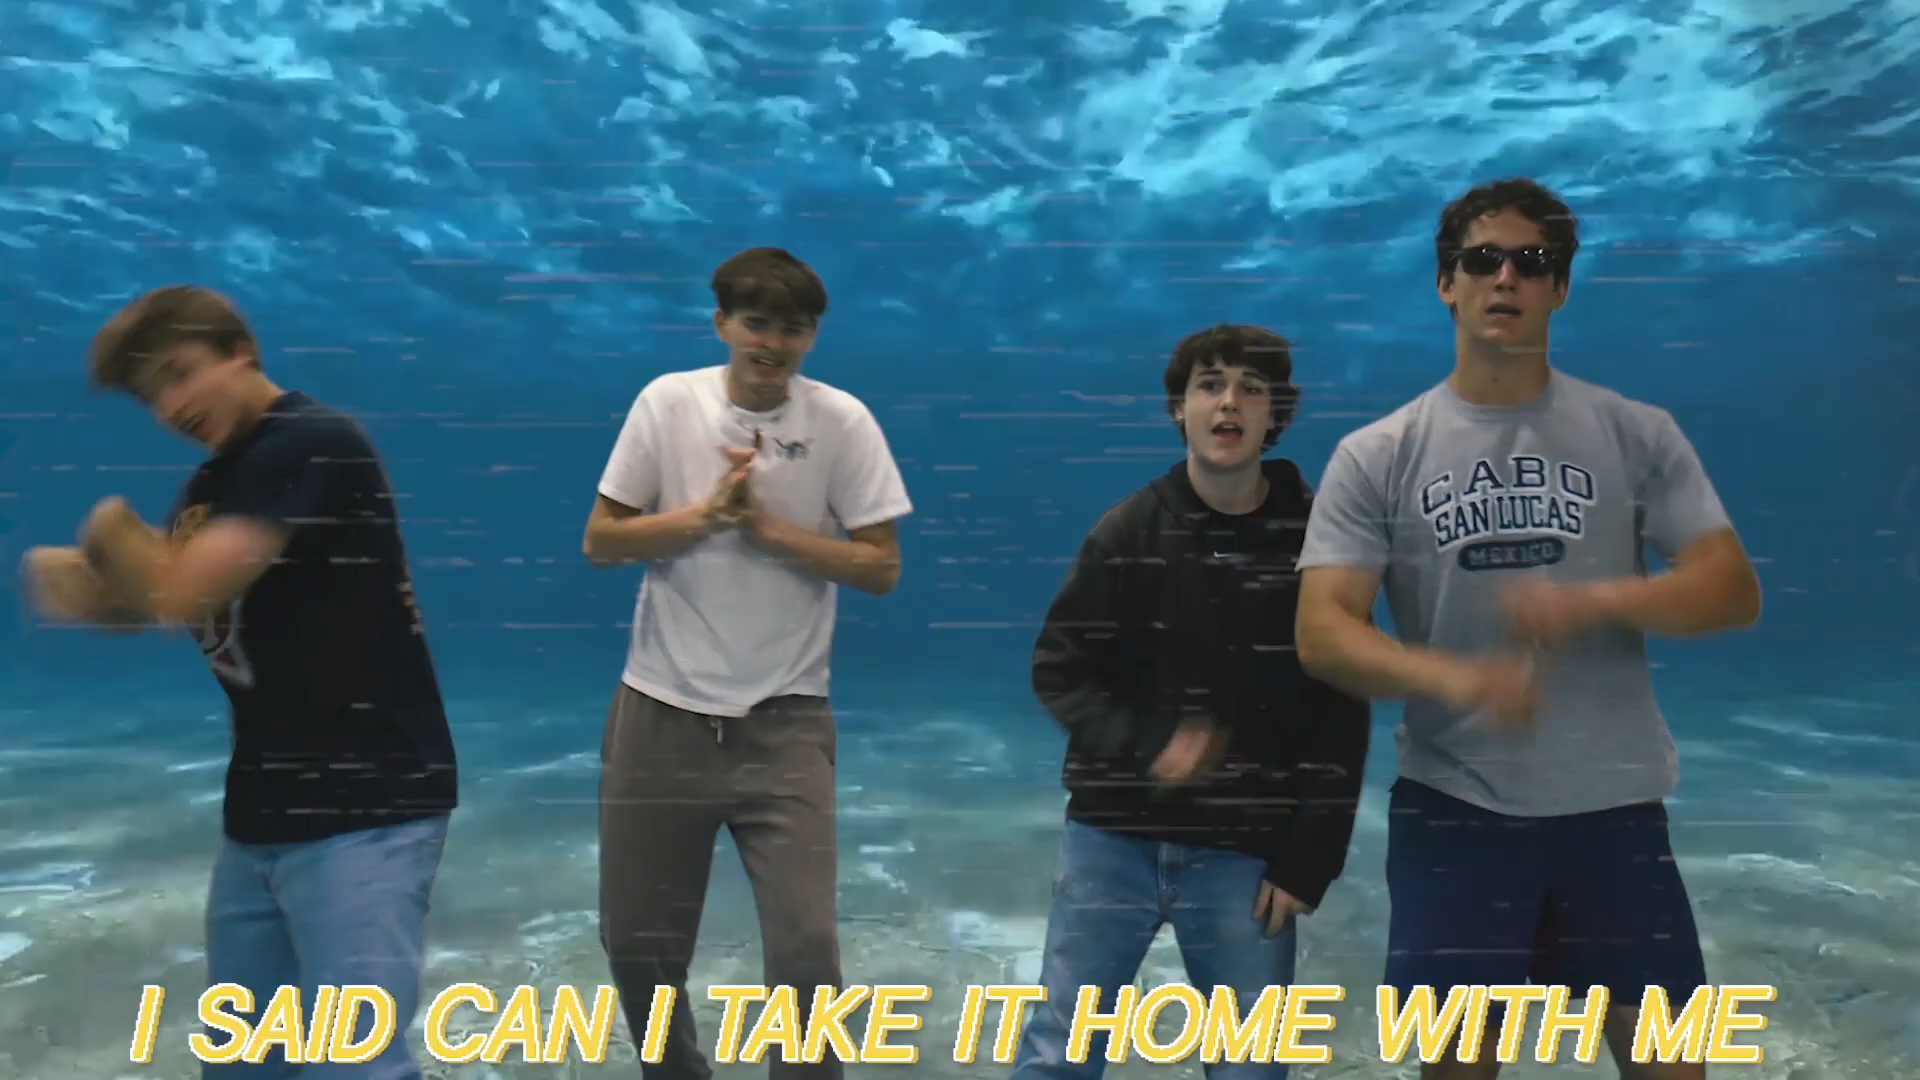 CABO
SAN LUCAS
MEXICO
I SAID CAN I TAKE IT HOME WITH ME